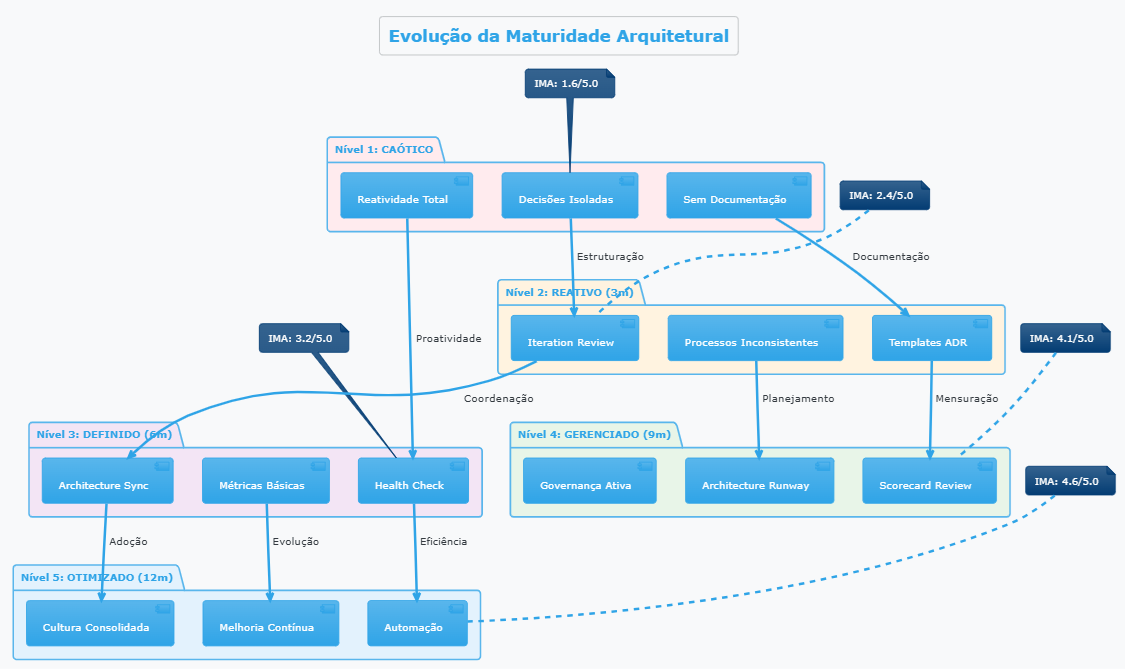 Evolução da Maturidade Arquitetural
IMA: 1.6/5.0
Nível 1: CAÓTICO
Reatividade Total
Decisões Isoladas
Sem Documentação
IMA: 2.4/5.0
Estruturação
Documentação
Nível 2: REATIVO (3m)
Iteration Review
Processos Inconsistentes
Templates ADR
IMA: 3.2/5.0
Proatividade
IMA: 4.1/5.0
Coordenação
Planejamento
Mensuração
Nível 3: DEFINIDO (6m)
Architecture Sync
Métricas Básicas
Health Check
Nível 4: GERENCIADO (9m)
Governança Ativa
Architecture Runway
Scorecard Review
IMA: 4.6/5.0
Adoção
Evolução
Eficiência
Nível 5: OTIMIZADO (12m)
Cultura Consolidada
Melhoria Contínua
Automação